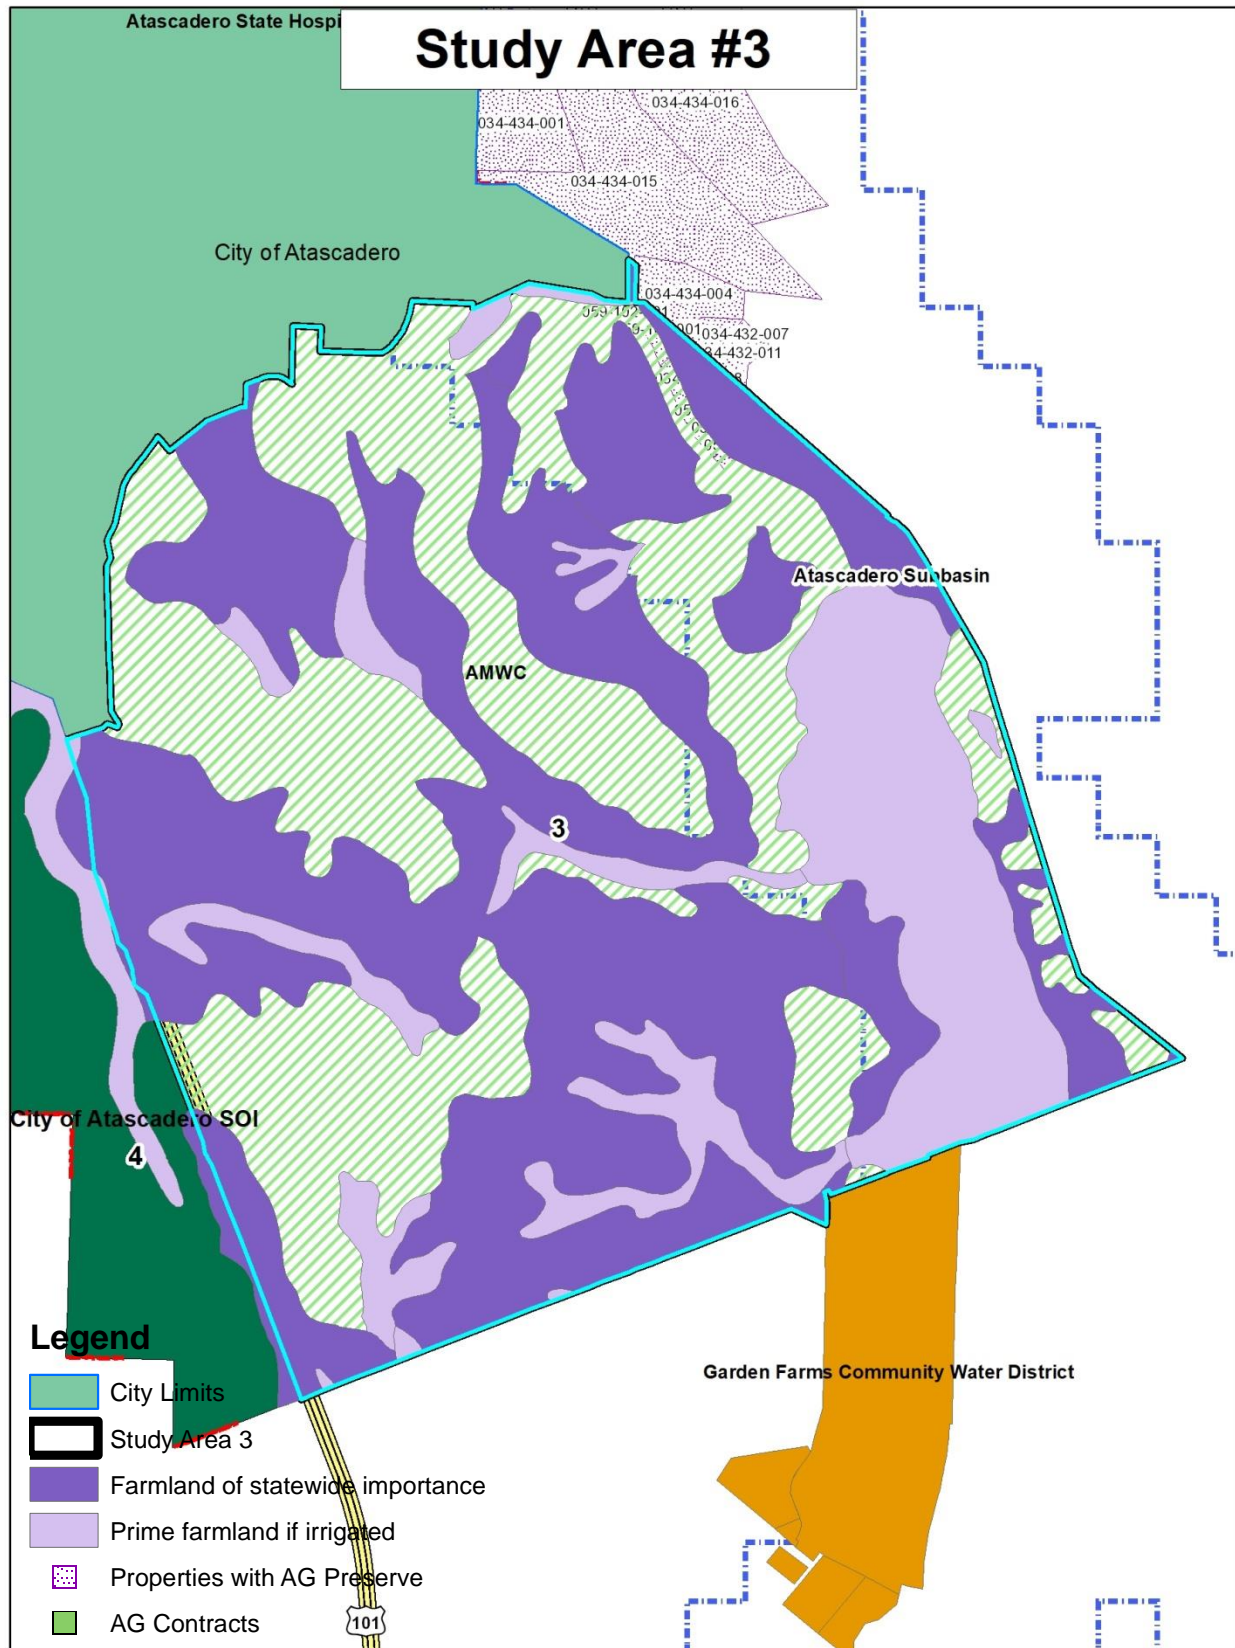 Atascadero State Hospi
Study Area #3
034-434-016
034-434-001
034-434-015
City of Atascadero
034-434-004
034-432-007
034-432-011
Atascadero Subbasin
AMWC
3
City of Atascadero SOI
4
Garden Farms Community Water District
Legend
City Limits
Study Area 3
Farmland of statewide importance
Prime farmland if irrigated
Properties with AG Preserve
AG Contracts
101